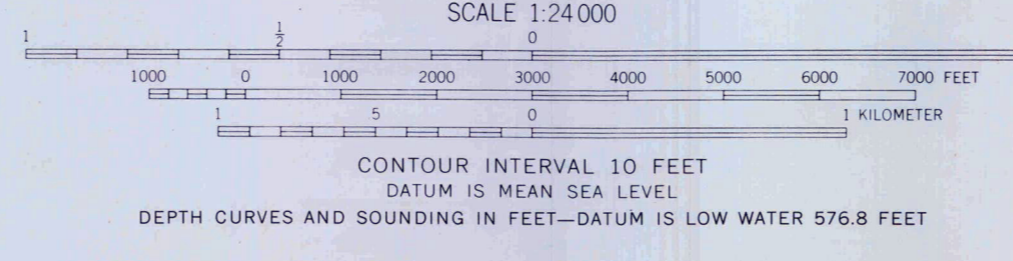 SCALE 1:24 000
1 ½ 0
1000 0 1000 2000 3000 4000 5000 6000 7000 FEET
1 5 0 1 KILOMETER
CONTOUR INTERVAL 10 FEET
DATUM IS MEAN SEA LEVEL
DEPTH CURVES AND SOUNDING IN FEET—DATUM IS LOW WATER 576.8 FEET